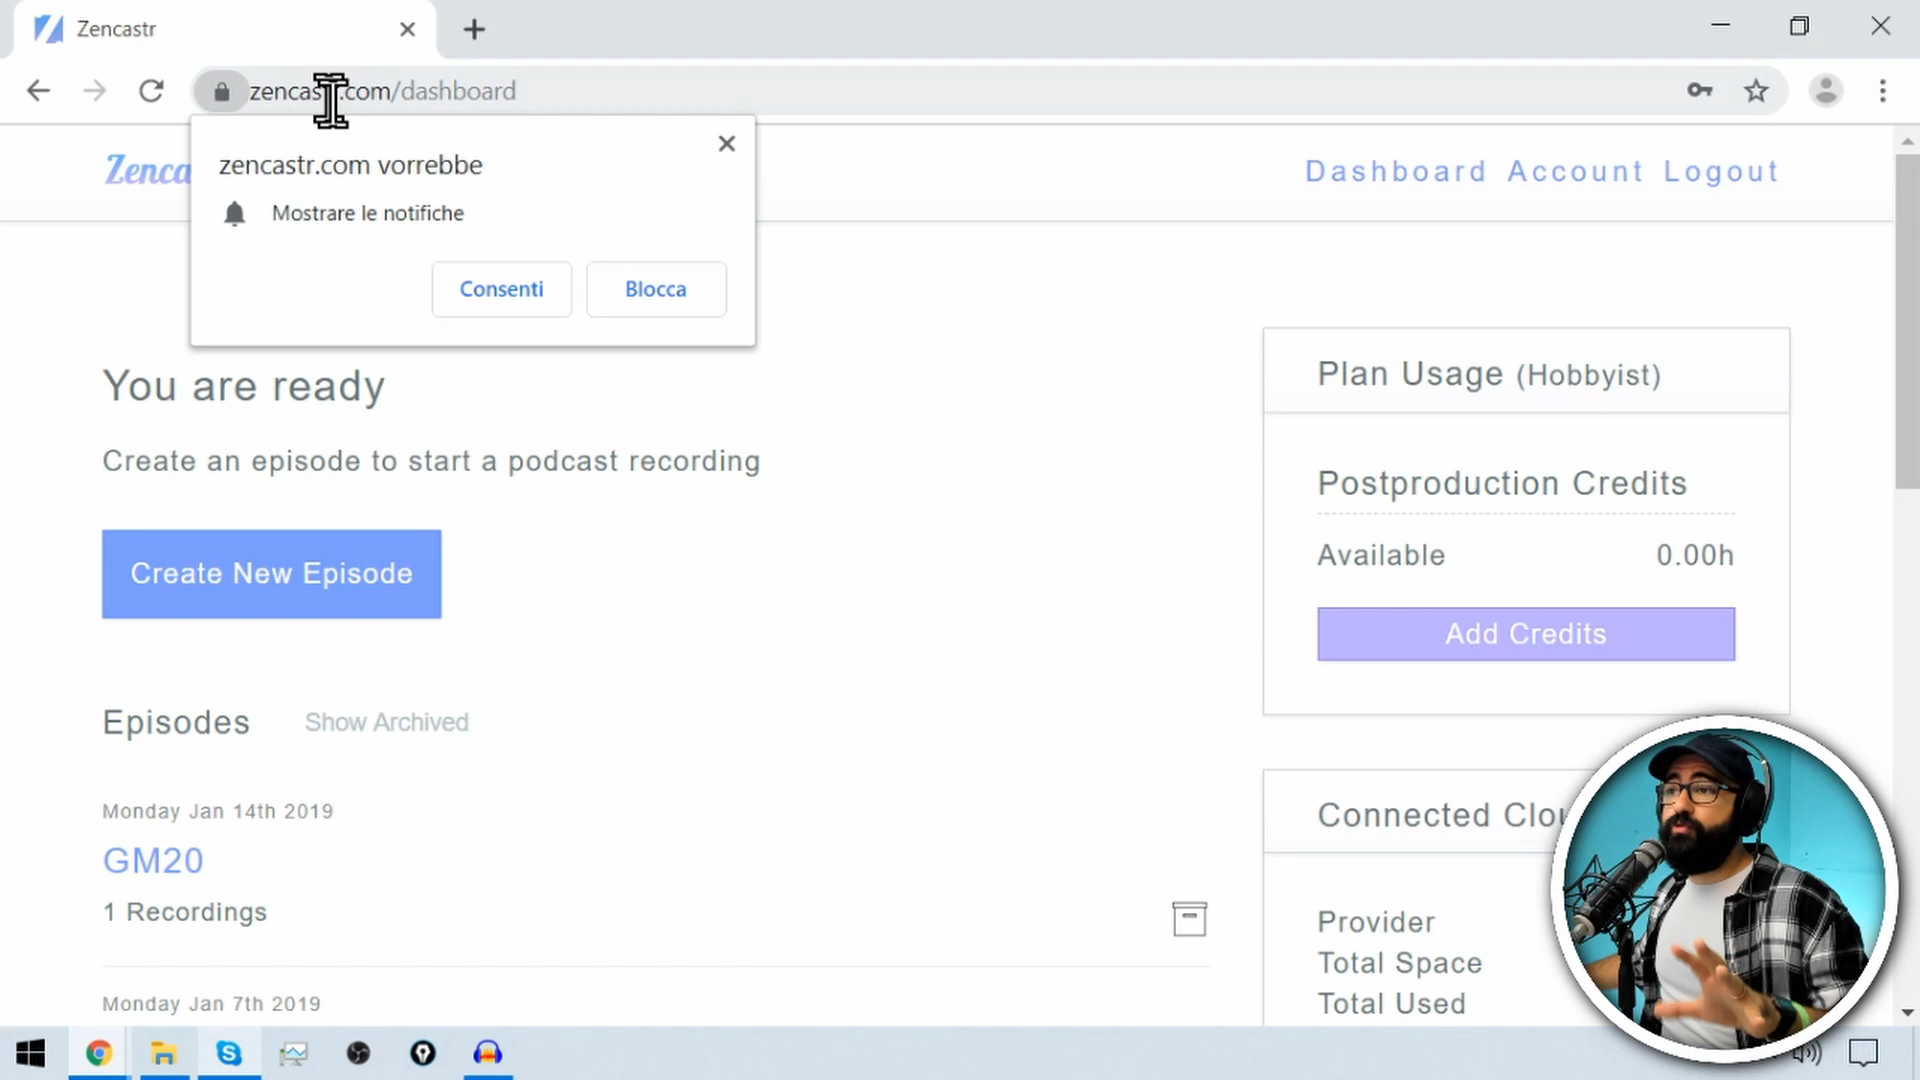 Zencastr
zencastr.com/dashboard
zencastr.com vorrebbe
Mostrare le notifiche
Consenti Blocca
Zenca
Dashboard Account Logout
You are ready
Create an episode to start a podcast recording
Create New Episode
Episodes Show Archived
Monday Jan 14th 2019
GM20
1 Recordings
Monday Jan 7th 2019
Plan Usage (Hobbyist)
Postproduction Credits
Available 0.00h
Add Credits
Connected Clou
Provider
Total Space
Total Used